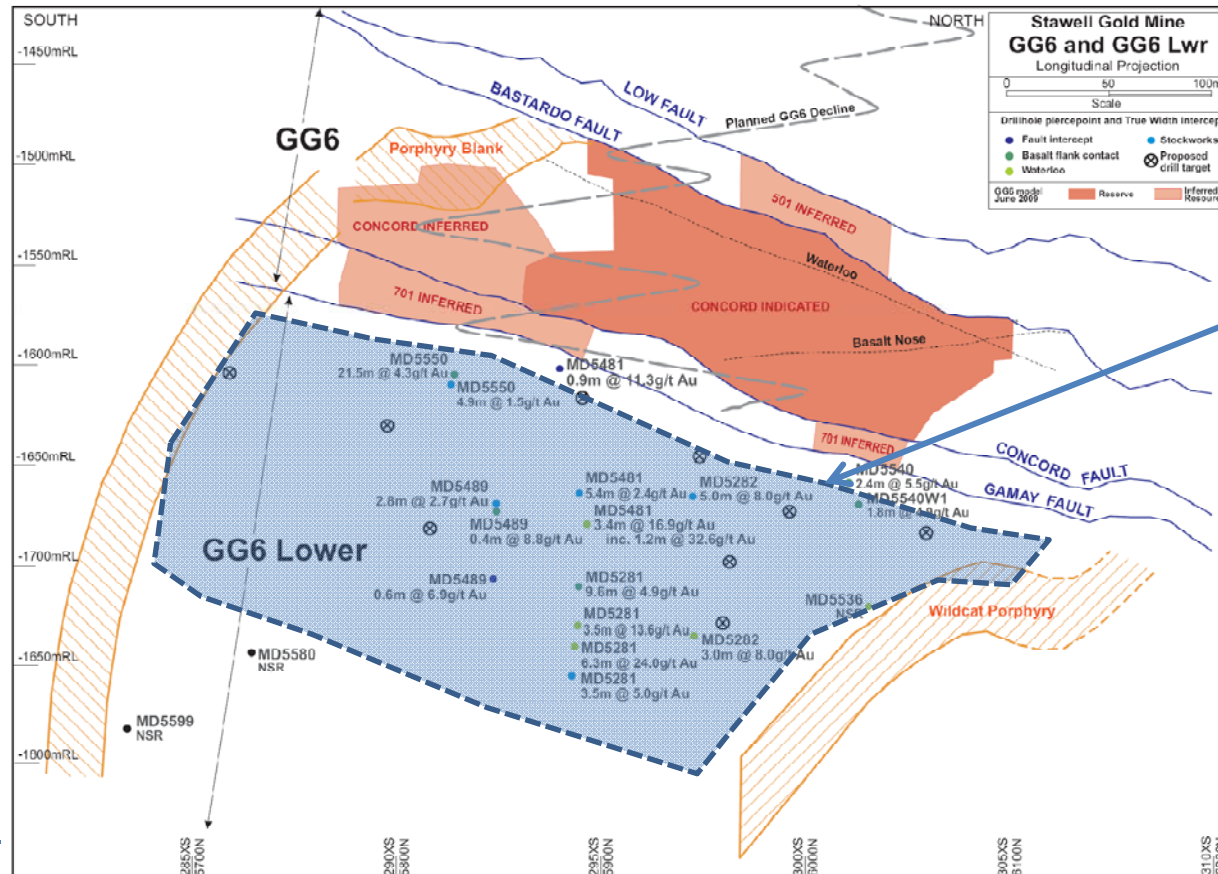 SOUTH
NORTH
Stawell Gold Mine
GG6 and GG6 Lwr
Longitudinal Projection
0 50 100m
Scale
Drillhole piercepoint and True Width Intercep
Fault intercept
Stockworks
Basalt flank contact
Proposed
drill target
Waterloo
GG6 model
June 2009
Reserve
Inferred
Resourc
-1450mRL
-1500mRL
-1550mRL
-1600mRL
-1650mRL
-1700mRL
-1650mRL
-1800mRL
GG6
LOW FAULT
BASTARDO FAULT
Planned GG6 Decline
Porphyry Blank
501 INFERRED
CONCORD INFERRED
Waterloo
701 INFERRED
CONCORD INDICATED
Basalt Nose
MD5550
21.5m @ 4.3g/t Au
MD5550
4.9m @ 1.5g/t Au
MD5481
0.9m @ 11.3g/t Au
701 INFERRED
CONCORD FAULT
GAMAY FAULT
MD5540
2.4m @ 5.5g/t Au
MD5540W1
MD5489
2.8m @ 2.7g/t Au
MD5481
5.4m @ 2.4g/t Au
MD5282
5.0m @ 8.0g/t Au
MD5489
0.4m @ 8.8g/t Au
MD5481
3.4m @ 16.9g/t Au
inc. 1.2m @ 32.6g/t Au
GG6 Lower
MD5489
0.6m @ 6.9g/t Au
MD5281
9.6m @ 4.9g/t Au
MD5281
3.5m @ 13.6g/t Au
MD5281
6.3m @ 24.0g/t Au
MD5281
3.5m @ 5.0g/t Au
MD5282
3.0m @ 8.0g/t Au
MD5536
NSR
Wildcat Porphyry
MD5580
NSR
MD5599
NSR
285XS
290XS
295XS
300XS
305XS
310XS